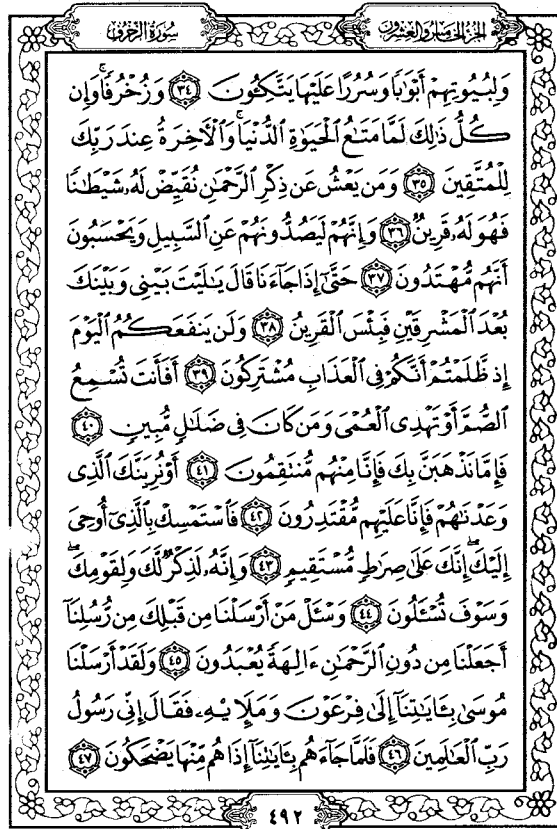 الجزء الخامس والعشرون
سورة الزخرف
وَلِبُيُوتِهِمْ أَبْوَٰبًا وَسُرُرًا عَلَيْهَا يَتَّكِـُٔونَ ٣٤ وَزُخْرُفًا ۚ وَإِن
كُلُّ ذَٰلِكَ لَمَّا مَتَـٰعُ ٱلْحَيَوٰةِ ٱلدُّنْيَا ۚ وَٱلْـَٔاخِرَةُ عِندَ رَبِّكَ
لِلْمُتَّقِينَ ٣٥ وَمَن يَعْشُ عَن ذِكْرِ ٱلرَّحْمَـٰنِ نُقَيِّضْ لَهُۥ شَيْطَـٰنًا
فَهُوَ لَهُۥ قَرِينٌ ٣٦ وَإِنَّهُمْ لَيَصُدُّونَهُمْ عَنِ ٱلسَّبِيلِ وَيَحْسَبُونَ
أَنَّهُم مُّهْتَدُونَ ٣٧ حَتَّىٰٓ إِذَا جَآءَنَا قَالَ يَـٰلَيْتَ بَيْنِى وَبَيْنَكَ
بُعْدَ ٱلْمَشْرِقَيْنِ فَبِئْسَ ٱلْقَرِينُ ٣٨ وَلَن يَنفَعَكُمُ ٱلْيَوْمَ
إِذ ظَّلَمْتُمْ أَنَّكُمْ فِى ٱلْعَذَابِ مُشْتَرِكُونَ ٣٩ أَفَأَنتَ تُسْمِعُ
ٱلصُّمَّ أَوْ تَهْدِى ٱلْعُمْىَ وَمَن كَانَ فِى ضَلَـٰلٍ مُّبِينٍ ٤٠
فَإِمَّا نَذْهَبَنَّ بِكَ فَإِنَّا مِنْهُم مُّنتَقِمُونَ ٤١ أَوْ نُرِيَنَّكَ ٱلَّذِى
وَعَدْنَـٰهُمْ فَإِنَّا عَلَيْهِم مُّقْتَدِرُونَ ٤٢ فَٱسْتَمْسِكْ بِٱلَّذِىٓ أُوحِىَ
إِلَيْكَ ۖ إِنَّكَ عَلَىٰ صِرَٰطٍ مُّسْتَقِيمٍ ٤٣ وَإِنَّهُۥ لَذِكْرٌ لَّكَ وَلِقَوْمِكَ ۖ
وَسَوْفَ تُسْـَٔلُونَ ٤٤ وَسْـَٔلْ مَنْ أَرْسَلْنَا مِن قَبْلِكَ مِن رُّسُلِنَآ
أَجَعَلْنَا مِن دُونِ ٱلرَّحْمَـٰنِ ءَالِهَةً يُعْبَدُونَ ٤٥ وَلَقَدْ أَرْسَلْنَا
مُوسَىٰ بِـَٔايَـٰتِنَآ إِلَىٰ فِرْعَوْنَ وَمَلَإِي۟هِۦ فَقَالَ إِنِّى رَسُولُ
رَبِّ ٱلْعَـٰلَمِينَ ٤٦ فَلَمَّا جَآءَهُم بِـَٔايَـٰتِنَآ إِذَا هُم مِّنْهَا يَضْحَكُونَ ٤٧
٤٩٢